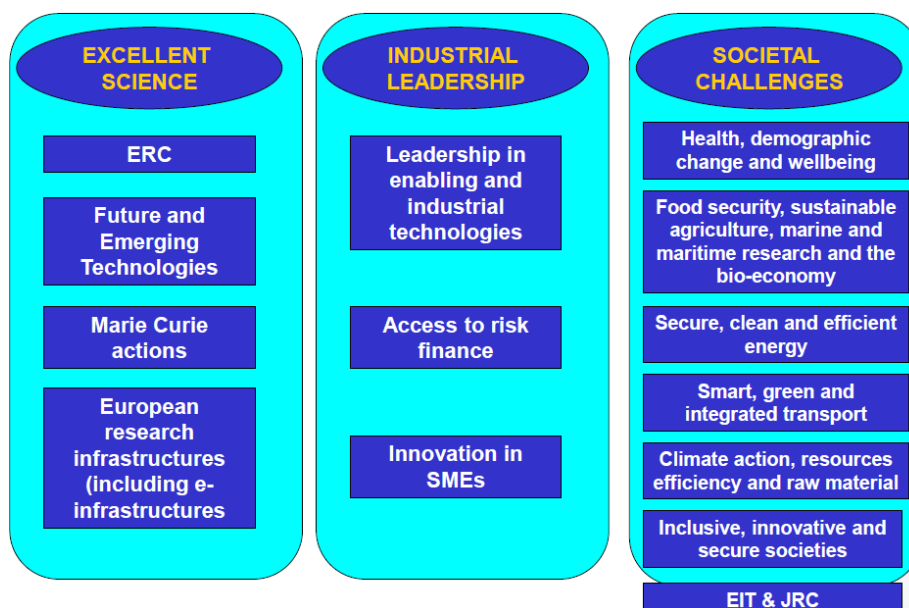 EXCELLENT
SCIENCE
ERC
Future and
Emerging
Technologies
Marie Curie
actions
European
research
infrastructures
(including e-
infrastructures
INDUSTRIAL
LEADERSHIP
Leadership in
enabling and
industrial
technologies
Access to risk
finance
Innovation in
SMEs
SOCIETAL
CHALLENGES
Health, demographic
change and wellbeing
Food security, sustainable
agriculture, marine and
maritime research and the
bio-economy
Secure, clean and efficient
energy
Smart, green and
integrated transport
Climate action, resources
efficiency and raw material
Inclusive, innovative and
secure societies
EIT & JRC